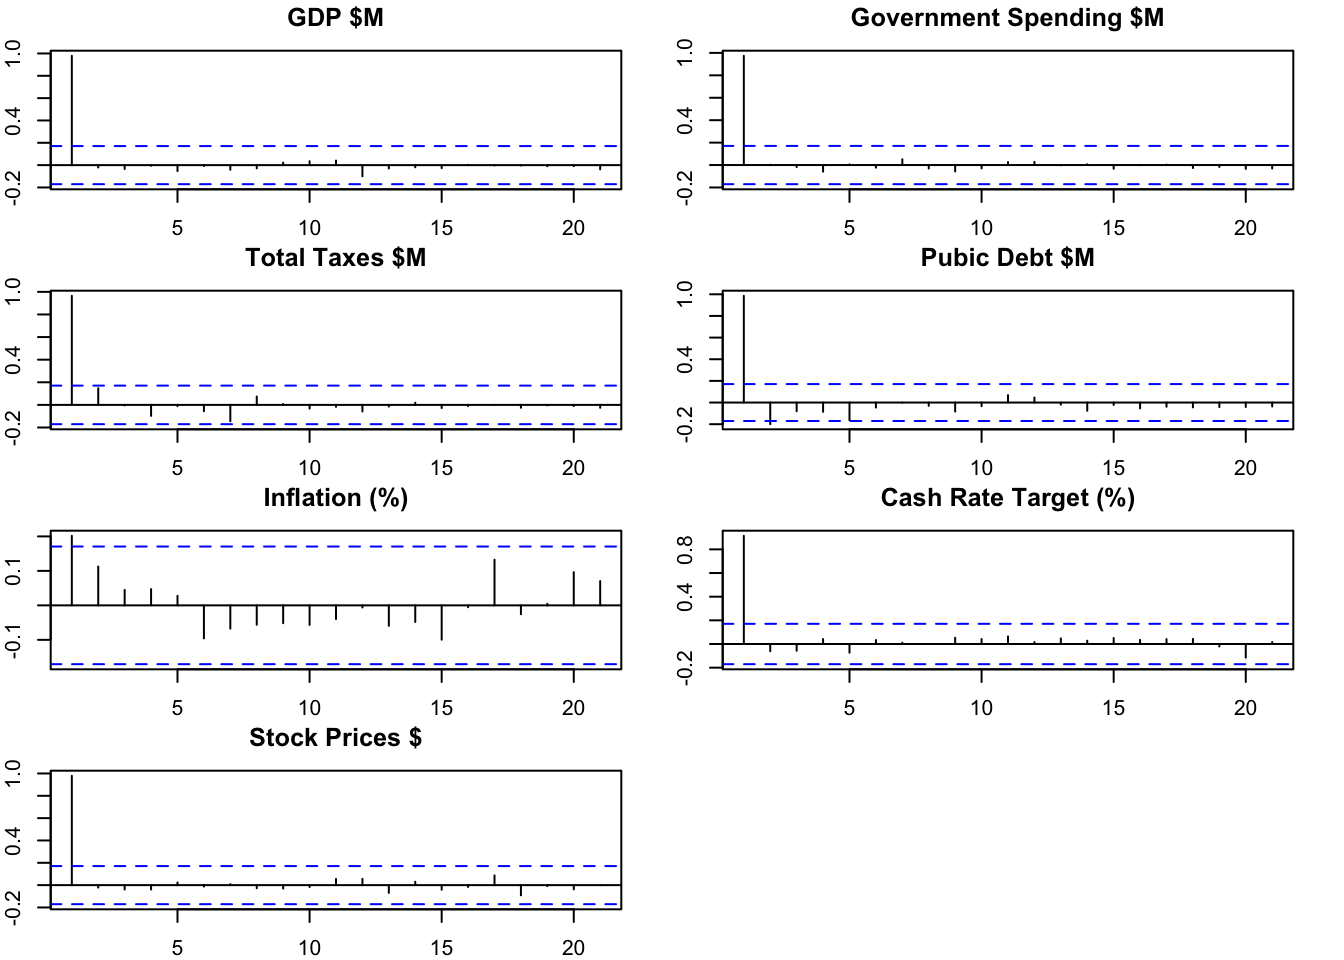 GDP $M
1.0
0.4
-0.2
5 10 15 20
Government Spending $M
1.0
0.4
-0.2
5 10 15 20
Total Taxes $M
1.0
0.4
-0.2
5 10 15 20
Pubic Debt $M
1.0
0.4
-0.2
5 10 15 20
Inflation (%)
0.1
-0.1
5 10 15 20
Cash Rate Target (%)
0.8
0.4
-0.2
5 10 15 20
Stock Prices $
1.0
0.4
-0.2
5 10 15 20